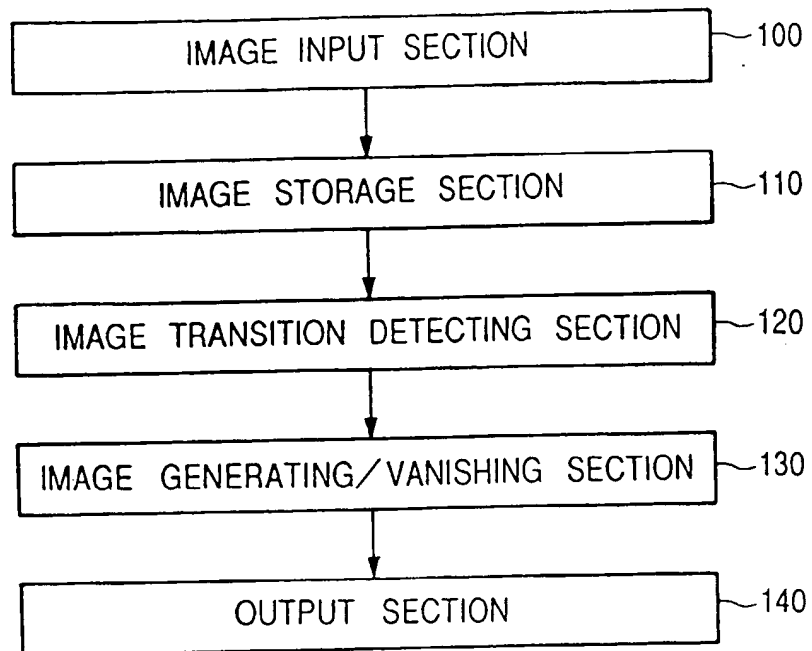 IMAGE INPUT SECTION 100
IMAGE STORAGE SECTION 110
IMAGE TRANSITION DETECTING SECTION 120
IMAGE GENERATING/VANISHING SECTION 130
OUTPUT SECTION 140